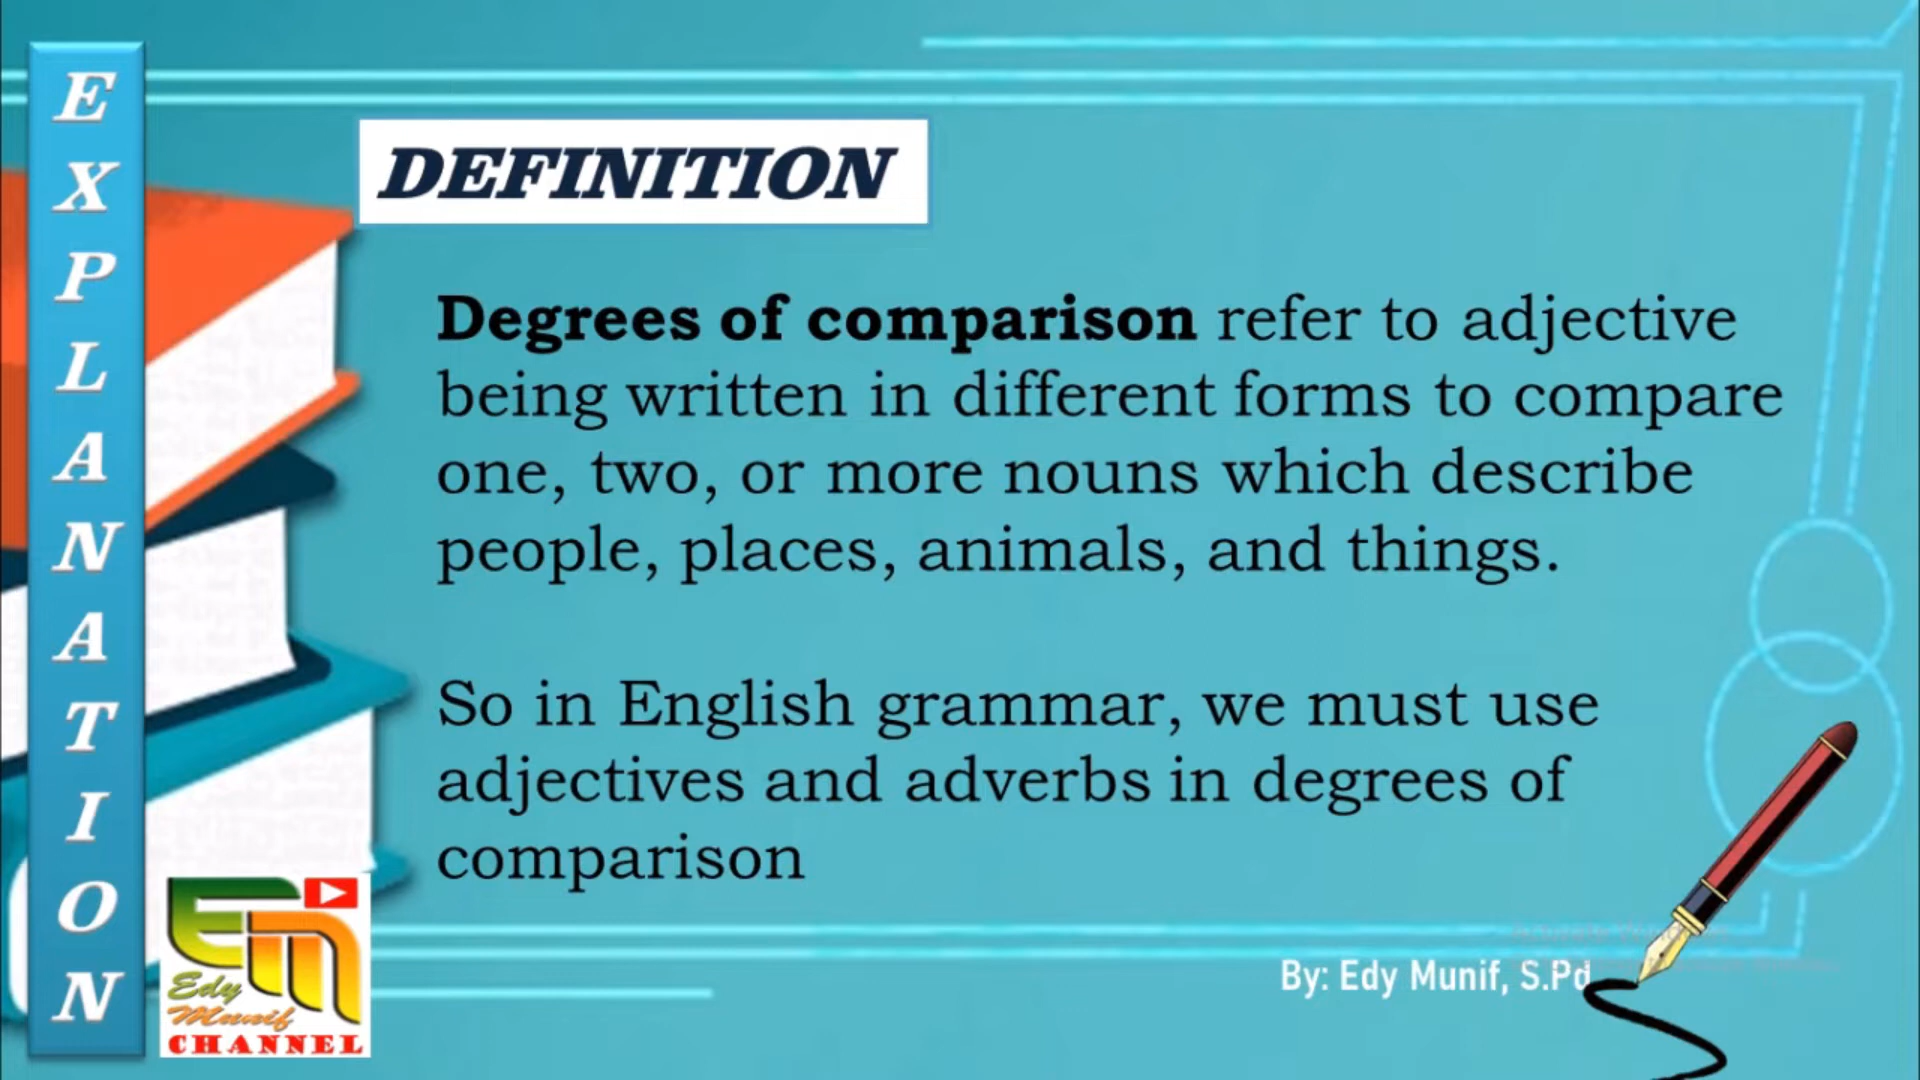 EXPLANATION
DEFINITION
Degrees of comparison refer to adjective
being written in different forms to compare
one, two, or more nouns which describe
people, places, animals, and things.
So in English grammar, we must use
adjectives and adverbs in degrees of
comparison
By: Edy Munif, S.Pd
EM
Edy
Munif
CHANNEL